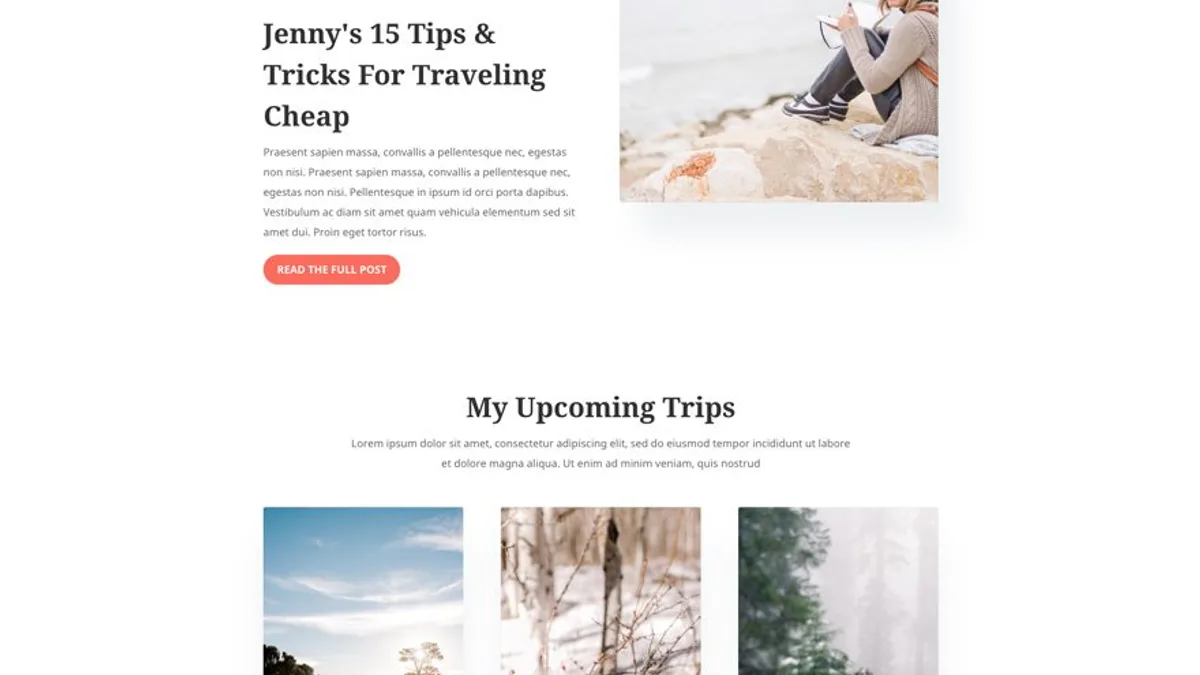 Jenny's 15 Tips &
Tricks For Traveling
Cheap
Praesent sapien massa, convallis a pellentesque nec, egestas
non nisi. Praesent sapien massa, convallis a pellentesque nec,
egestas non nisi. Pellentesque in ipsum id orci porta dapibus.
Vestibulum ac diam sit amet quam vehicula elementum sed sit
amet dui. Proin eget tortor risus.
READ THE FULL POST
My Upcoming Trips
Lorem ipsum dolor sit amet, consectetur adipiscing elit, sed do eiusmod tempor incididunt ut labore
et dolore magna aliqua. Ut enim ad minim veniam, quis nostrud